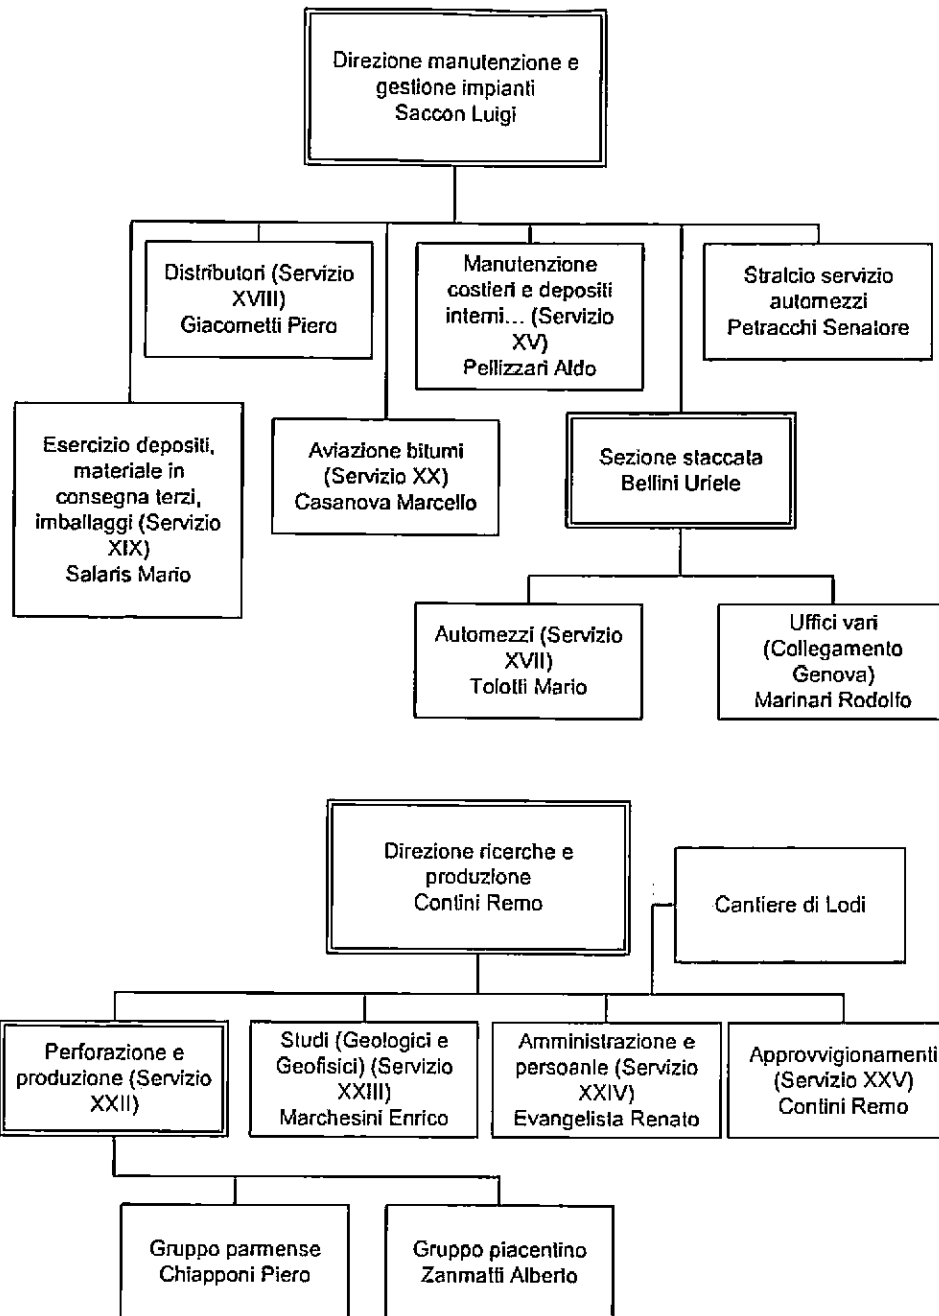 Direzione manutenzione e
gestione impianti
Saccon Luigi
Distributori (Servizio
XVIII)
Giacometti Piero
Manutenzione
costieri e depositi
interni... (Servizio
XV)
Pellizzari Aldo
Stralcio servizio
automezzi
Petracchi Senatore
Esercizio depositi,
materiale in
consegna terzi,
imballaggi (Servizio
XIX)
Salaris Mario
Aviazione bitumi
(Servizio XX)
Casanova Marcello
Sezione staccata
Bellini Uriele
Automezzi (Servizio
XVII)
Tolotti Mario
Uffici vari
(Collegamento
Genova)
Marinari Rodolfo
Direzione ricerche e
produzione
Contini Remo
Cantiere di Lodi
Perforazione e
produzione (Servizio
XXII)
Studi (Geologici e
Geofisici) (Servizio
XXIII)
Marchesini Enrico
Amministrazione e
persoanle (Servizio
XXIV)
Evangelista Renato
Approvvigionamenti
(Servizio XXV)
Contini Remo
Gruppo parmense
Chiapponi Piero
Gruppo piacentino
Zanmatti Alberto